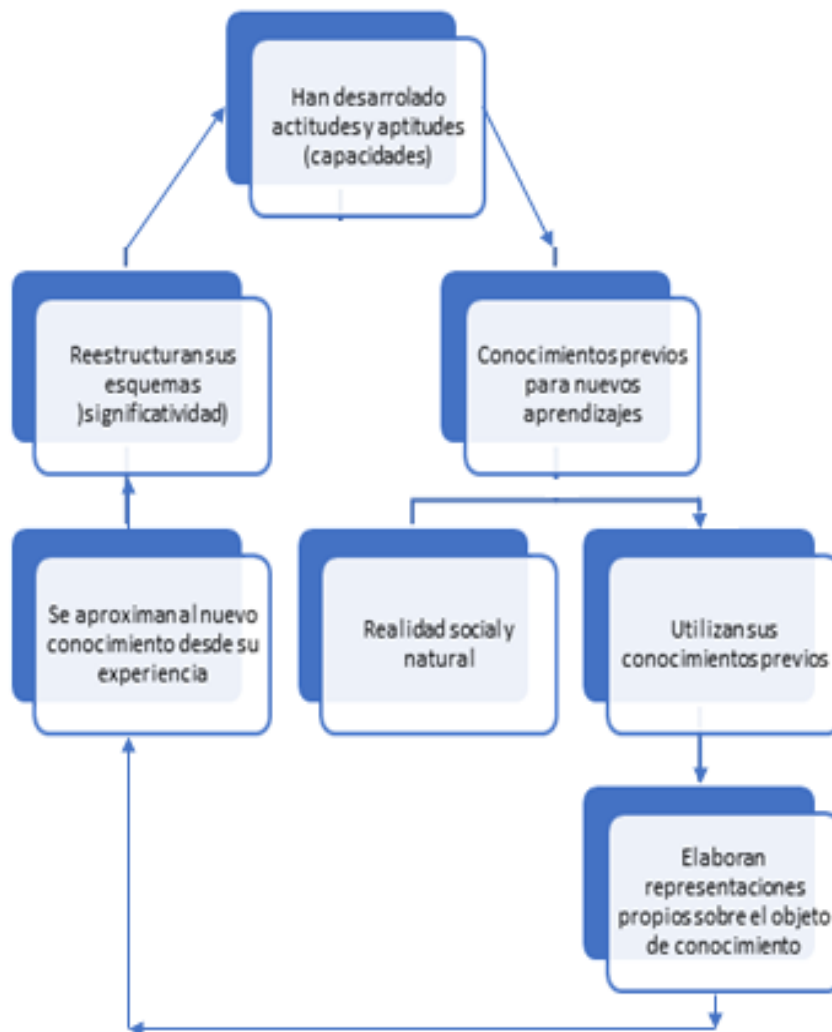 Han desarrolado
actitudes y aptitudes
(capacidades)
Reestructuran sus
esquemas
)significatividad)
Conocimientos previos
para nuevos
aprendizajes
Se aproximan al nuevo
conocimiento desde su
experiencia
Realidad social y
natural
Utilizan sus
conocimientos previos
Elaboran
representaciones
propios sobre el objeto
de conocimiento